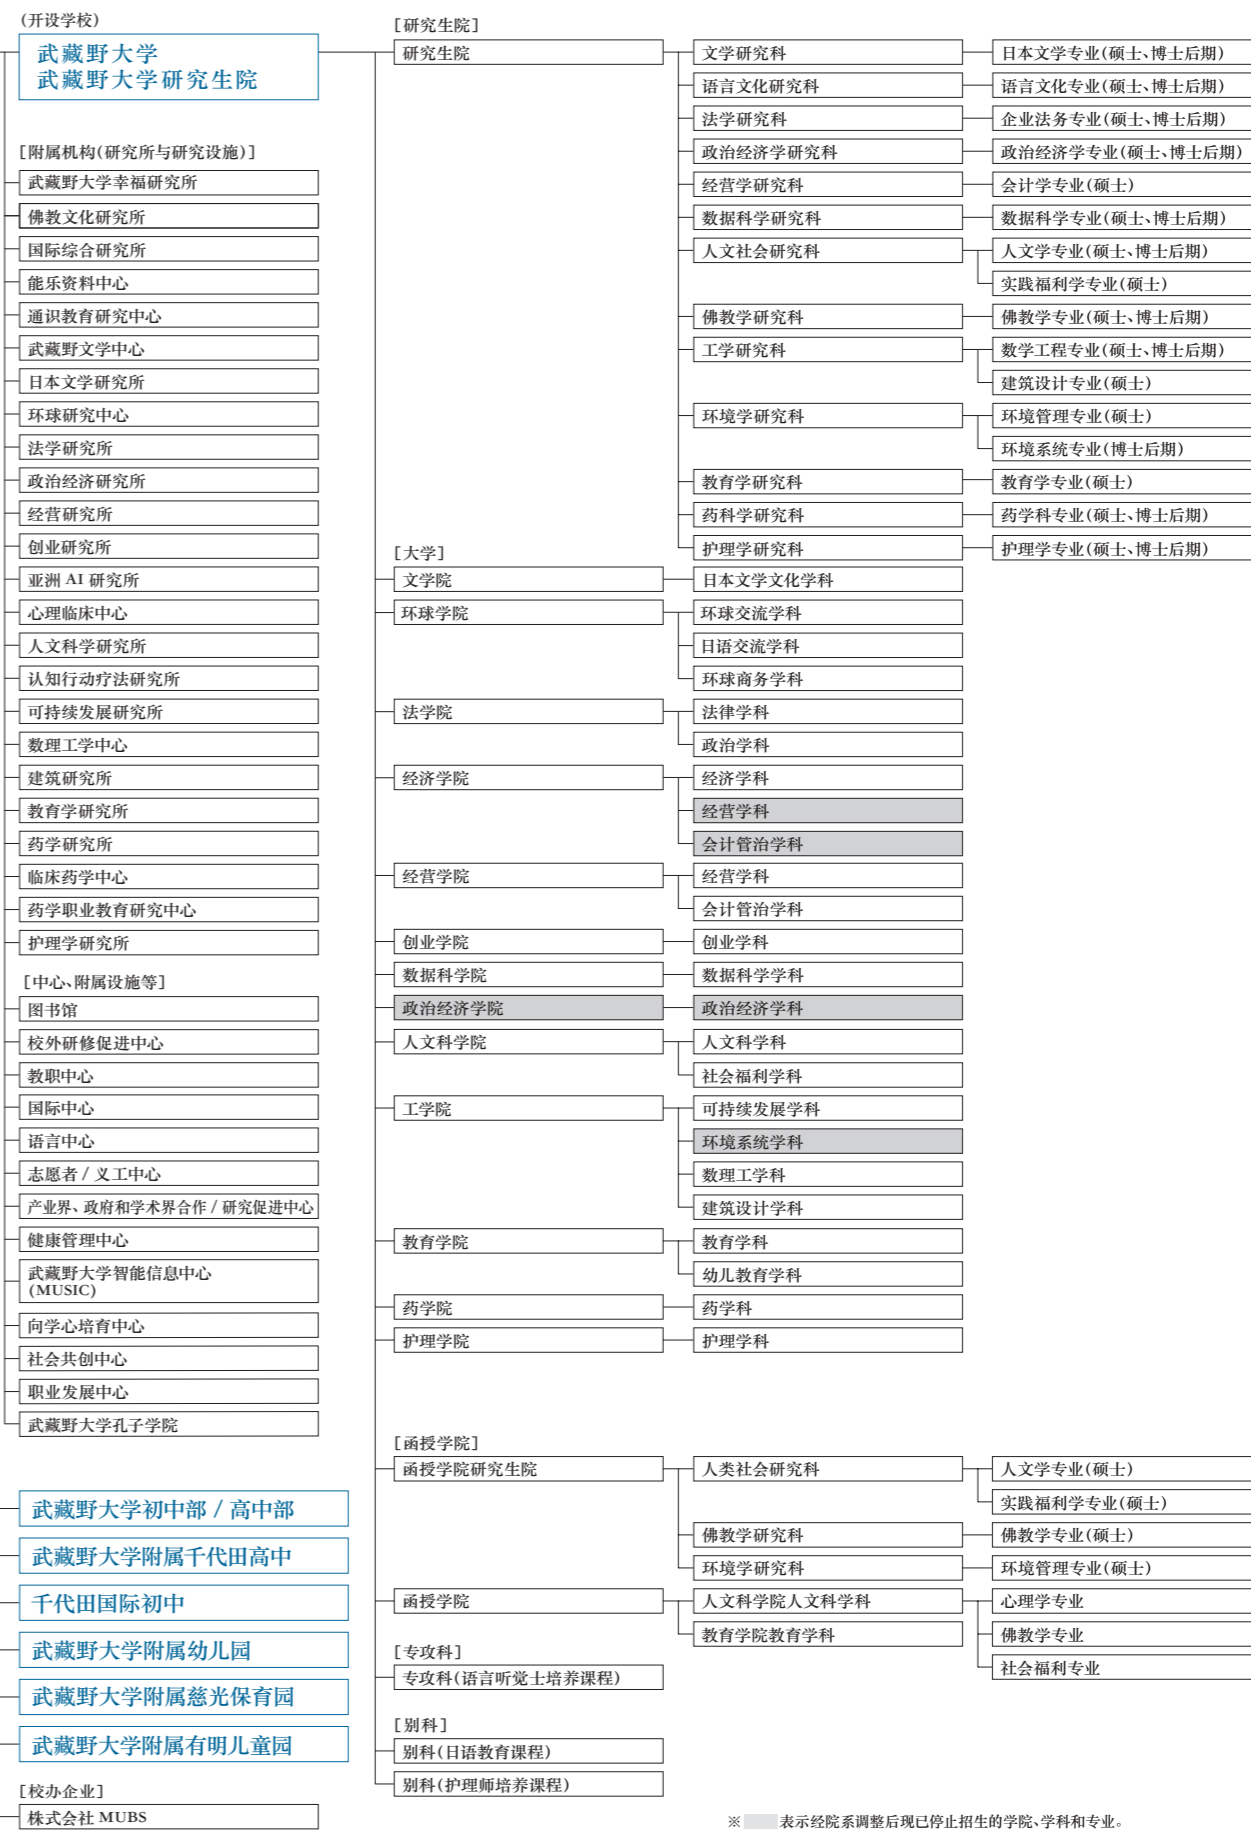 (开设学校)
武藏野大学
武藏野大学研究生院
[附属机构(研究所与研究设施)]
武藏野大学幸福研究所
佛教文化研究所
国际综合研究所
能乐资料中心
通识教育研究中心
武藏野文学中心
日本文学研究所
环球研究中心
法学研究所
政治经济研究所
经营研究所
创业研究所
亚洲 AI 研究所
心理临床中心
人文科学研究所
认知行动疗法研究所
可持续发展研究所
数理工学中心
建筑研究所
教育学研究所
药学研究所
临床药学中心
药学职业教育研究中心
护理学研究所
[中心、附属设施等]
图书馆
校外研修促进中心
教职中心
国际中心
语言中心
志愿者 / 义工中心
产业界、政府和学术界合作 / 研究促进中心
健康管理中心
武藏野大学智能信息中心
(MUSIC)
向学心培育中心
社会共创中心
职业发展中心
武藏野大学孔子学院
武藏野大学初中部 / 高中部
武藏野大学附属千代田高中
千代田国际初中
武藏野大学附属幼儿园
武藏野大学附属慈光保育园
武藏野大学附属有明儿童园
[校办企业]
株式会社 MUBS
[研究生院]
研究生院
文学研究科
日本文学专业(硕士、博士后期)
语言文化研究科
语言文化专业(硕士、博士后期)
法学研究科
企业法务专业(硕士、博士后期)
政治经济学研究科
政治经济学专业(硕士、博士后期)
经营学研究科
会计学专业(硕士)
数据科学研究科
数据科学专业(硕士、博士后期)
人文社会研究科
人文学专业(硕士、博士后期)
实践福利学专业(硕士)
佛教学研究科
佛教学专业(硕士、博士后期)
工学研究科
数学工程专业(硕士、博士后期)
建筑设计专业(硕士)
环境学研究科
环境管理专业(硕士)
环境系统专业(博士后期)
教育学研究科
教育学专业(硕士)
药科学研究科
药学科专业(硕士、博士后期)
护理学研究科
护理学专业(硕士、博士后期)
[大学]
文学院
日本文学文化学科
环球学院
环球交流学科
日语交流学科
环球商务学科
法学院
法律学科
政治学科
经济学院
经济学科
经营学科
会计管治学科
经营学院
经营学科
会计管治学科
创业学院
创业学科
数据科学院
数据科学学科
政治经济学院
政治经济学科
人文科学院
人文科学科
社会福利学科
工学院
可持续发展学科
环境系统学科
数理工学科
建筑设计学科
教育学院
教育学科
幼儿教育学科
药学院
药学科
护理学院
护理学科
[函授学院]
函授学院研究生院
人类社会研究科
人文学专业(硕士)
实践福利学专业(硕士)
佛教学研究科
佛教学专业(硕士)
环境学研究科
环境管理专业(硕士)
函授学院
人文科学院人文科学科
心理学专业
佛教学专业
社会福利专业
教育学院教育学科
[专攻科]
专攻科(语言听觉士培养课程)
[别科]
别科(日语教育课程)
别科(护理师培养课程)
※ 表示经院系调整后现已停止招生的学院、学科和专业。